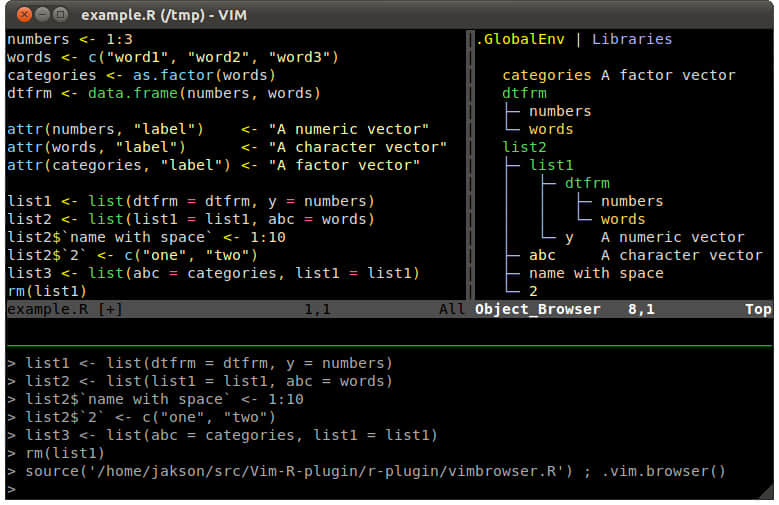 example.R (/tmp) - VIM
numbers <- 1:3
words <- c("word1", "word2", "word3")
categories <- as.factor(words)
dtfrm <- data.frame(numbers, words)
attr(numbers, "label")    <- "A numeric vector"
attr(words, "label")      <- "A character vector"
attr(categories, "label") <- "A factor vector"
list1 <- list(dtfrm = dtfrm, y = numbers)
list2 <- list(list1 = list1, abc = words)
list2$`name with space` <- 1:10
list2$`2` <- c("one", "two")
list3 <- list(abc = categories, list1 = list1)
rm(list1)
example.R [+] 1,1 All
.GlobalEnv | Libraries
categories A factor vector
dtfrm
├─ numbers
└─ words
list2
├─ list1
│   ├─ dtfrm
│   │   ├─ numbers
│   │   └─ words
│   └─ y   A numeric vector
├─ abc     A character vector
├─ name with space
└─ 2
Object_Browser 8,1 Top
> list1 <- list(dtfrm = dtfrm, y = numbers)
> list2 <- list(list1 = list1, abc = words)
> list2$`name with space` <- 1:10
> list2$`2` <- c("one", "two")
> list3 <- list(abc = categories, list1 = list1)
> rm(list1)
> source('/home/jakson/src/Vim-R-plugin/r-plugin/vimbrowser.R') ; .vim.browser()
>